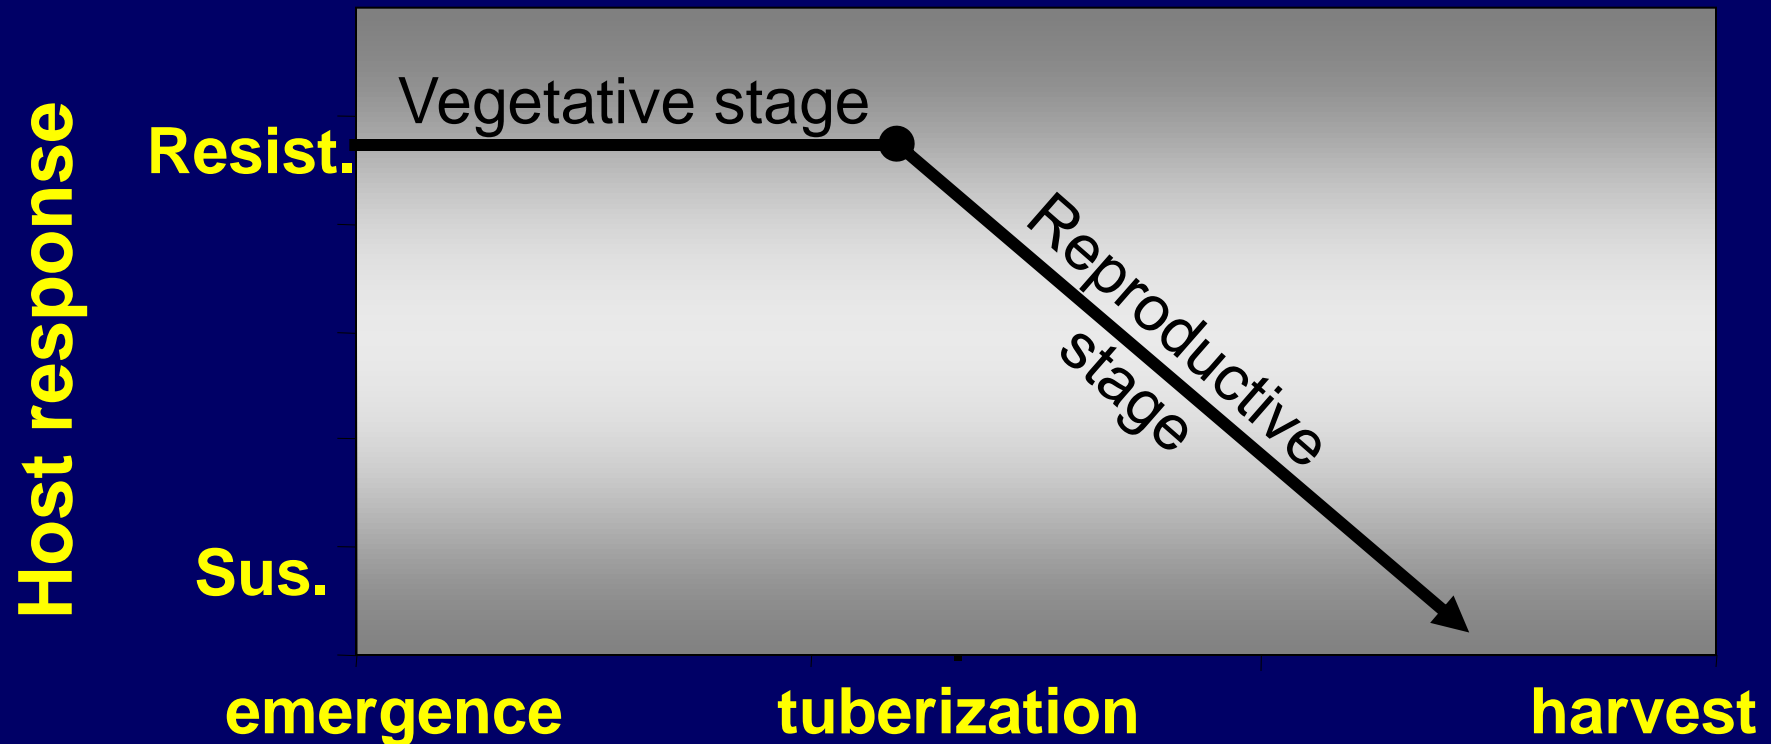 Host response
Resist.
Sus.
Vegetative stage
Reproductive
stage
emergence
tuberization
harvest